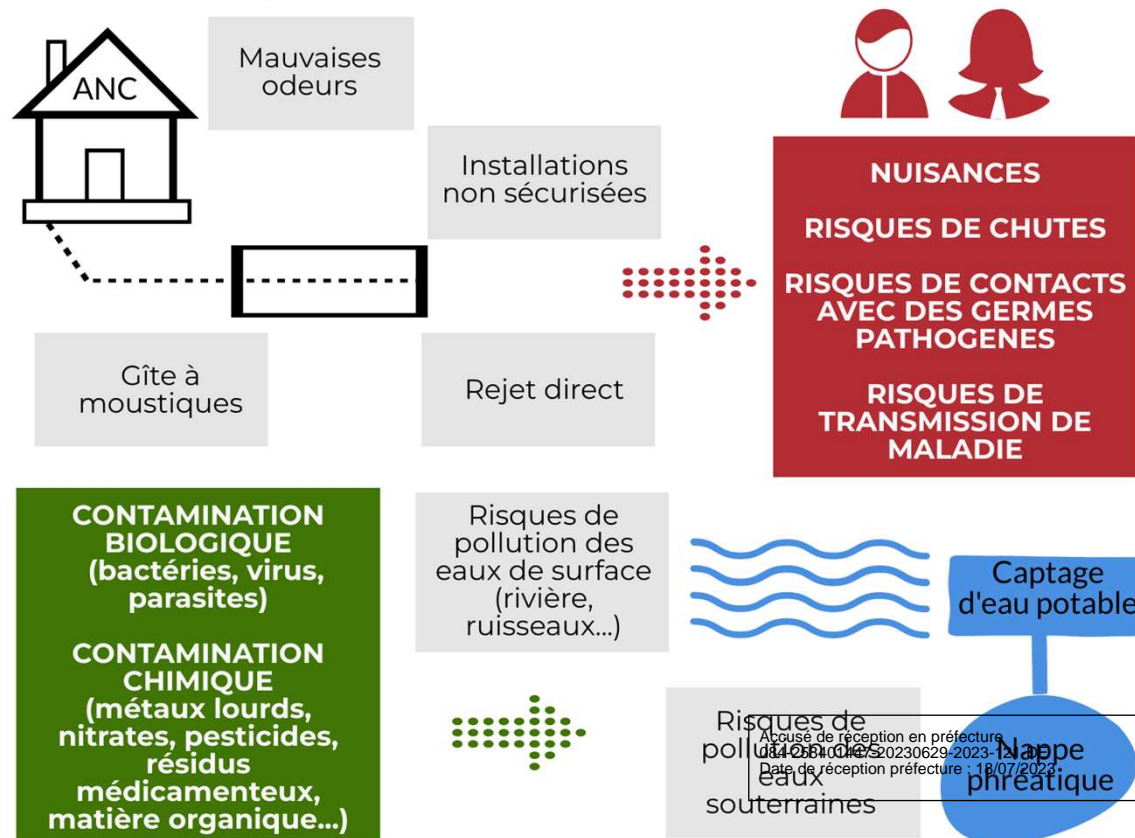 ANC
Mauvaises
odeurs
Installations
non sécurisées
Gîte à
moustiques
Rejet direct
NUISANCES
RISQUES DE CHUTES
RISQUES DE CONTACTS
AVEC DES GERMES
PATHOGENES
RISQUES DE
TRANSMISSION DE
MALADIE
CONTAMINATION
BIOLOGIQUE
(bactéries, virus,
parasites)
CONTAMINATION
CHIMIQUE
(métaux lourds,
nitrates, pesticides,
résidus
médicamenteux,
matière organique...)
Risques de
pollution des
eaux de surface
(rivière,
ruisseaux...)
Captage
d'eau potable
Risques de
pollution des
eaux
souterraines
Nappe
phréatique
Accusé de réception en préfecture
Date de réception préfecture : 18/07/2023